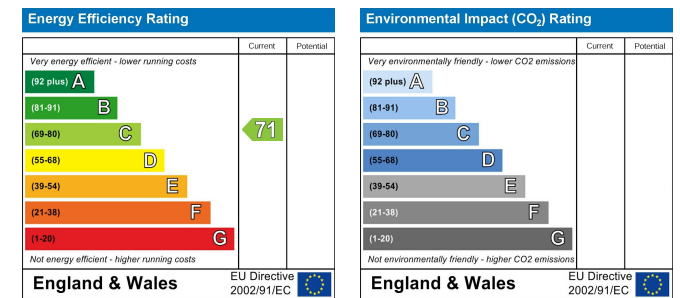 Energy Efficiency Rating
Current Potential
Very energy efficient - lower running costs
(92 plus) A
(81-91) B
(69-80) C
71
(55-68) D
(39-54) E
(21-38) F
(1-20) G
Not energy efficient - higher running costs
England & Wales
EU Directive
2002/91/EC
Environmental Impact (CO₂) Rating
Current Potential
Very environmentally friendly - lower CO2 emissions
(92 plus) A
(81-91) B
(69-80) C
(55-68) D
(39-54) E
(21-38) F
(1-20) G
Not environmentally friendly - higher CO2 emissions
England & Wales
EU Directive
2002/91/EC